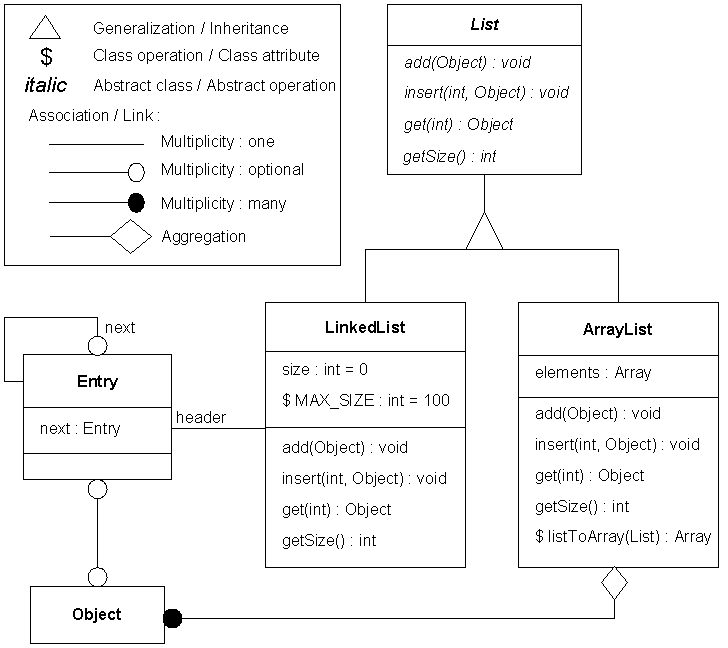 Generalization / Inheritance
$ Class operation / Class attribute
italic Abstract class / Abstract operation
Association / Link :
Multiplicity : one
Multiplicity : optional
Multiplicity : many
Aggregation
List
add(Object) : void
insert(int, Object) : void
get(int) : Object
getSize() : int
next
Entry
next : Entry
header
LinkedList
size : int = 0
$ MAX_SIZE : int = 100
add(Object) : void
insert(int, Object) : void
get(int) : Object
getSize() : int
ArrayList
elements : Array
add(Object) : void
insert(int, Object) : void
get(int) : Object
getSize() : int
$ listToArray(List) : Array
Object